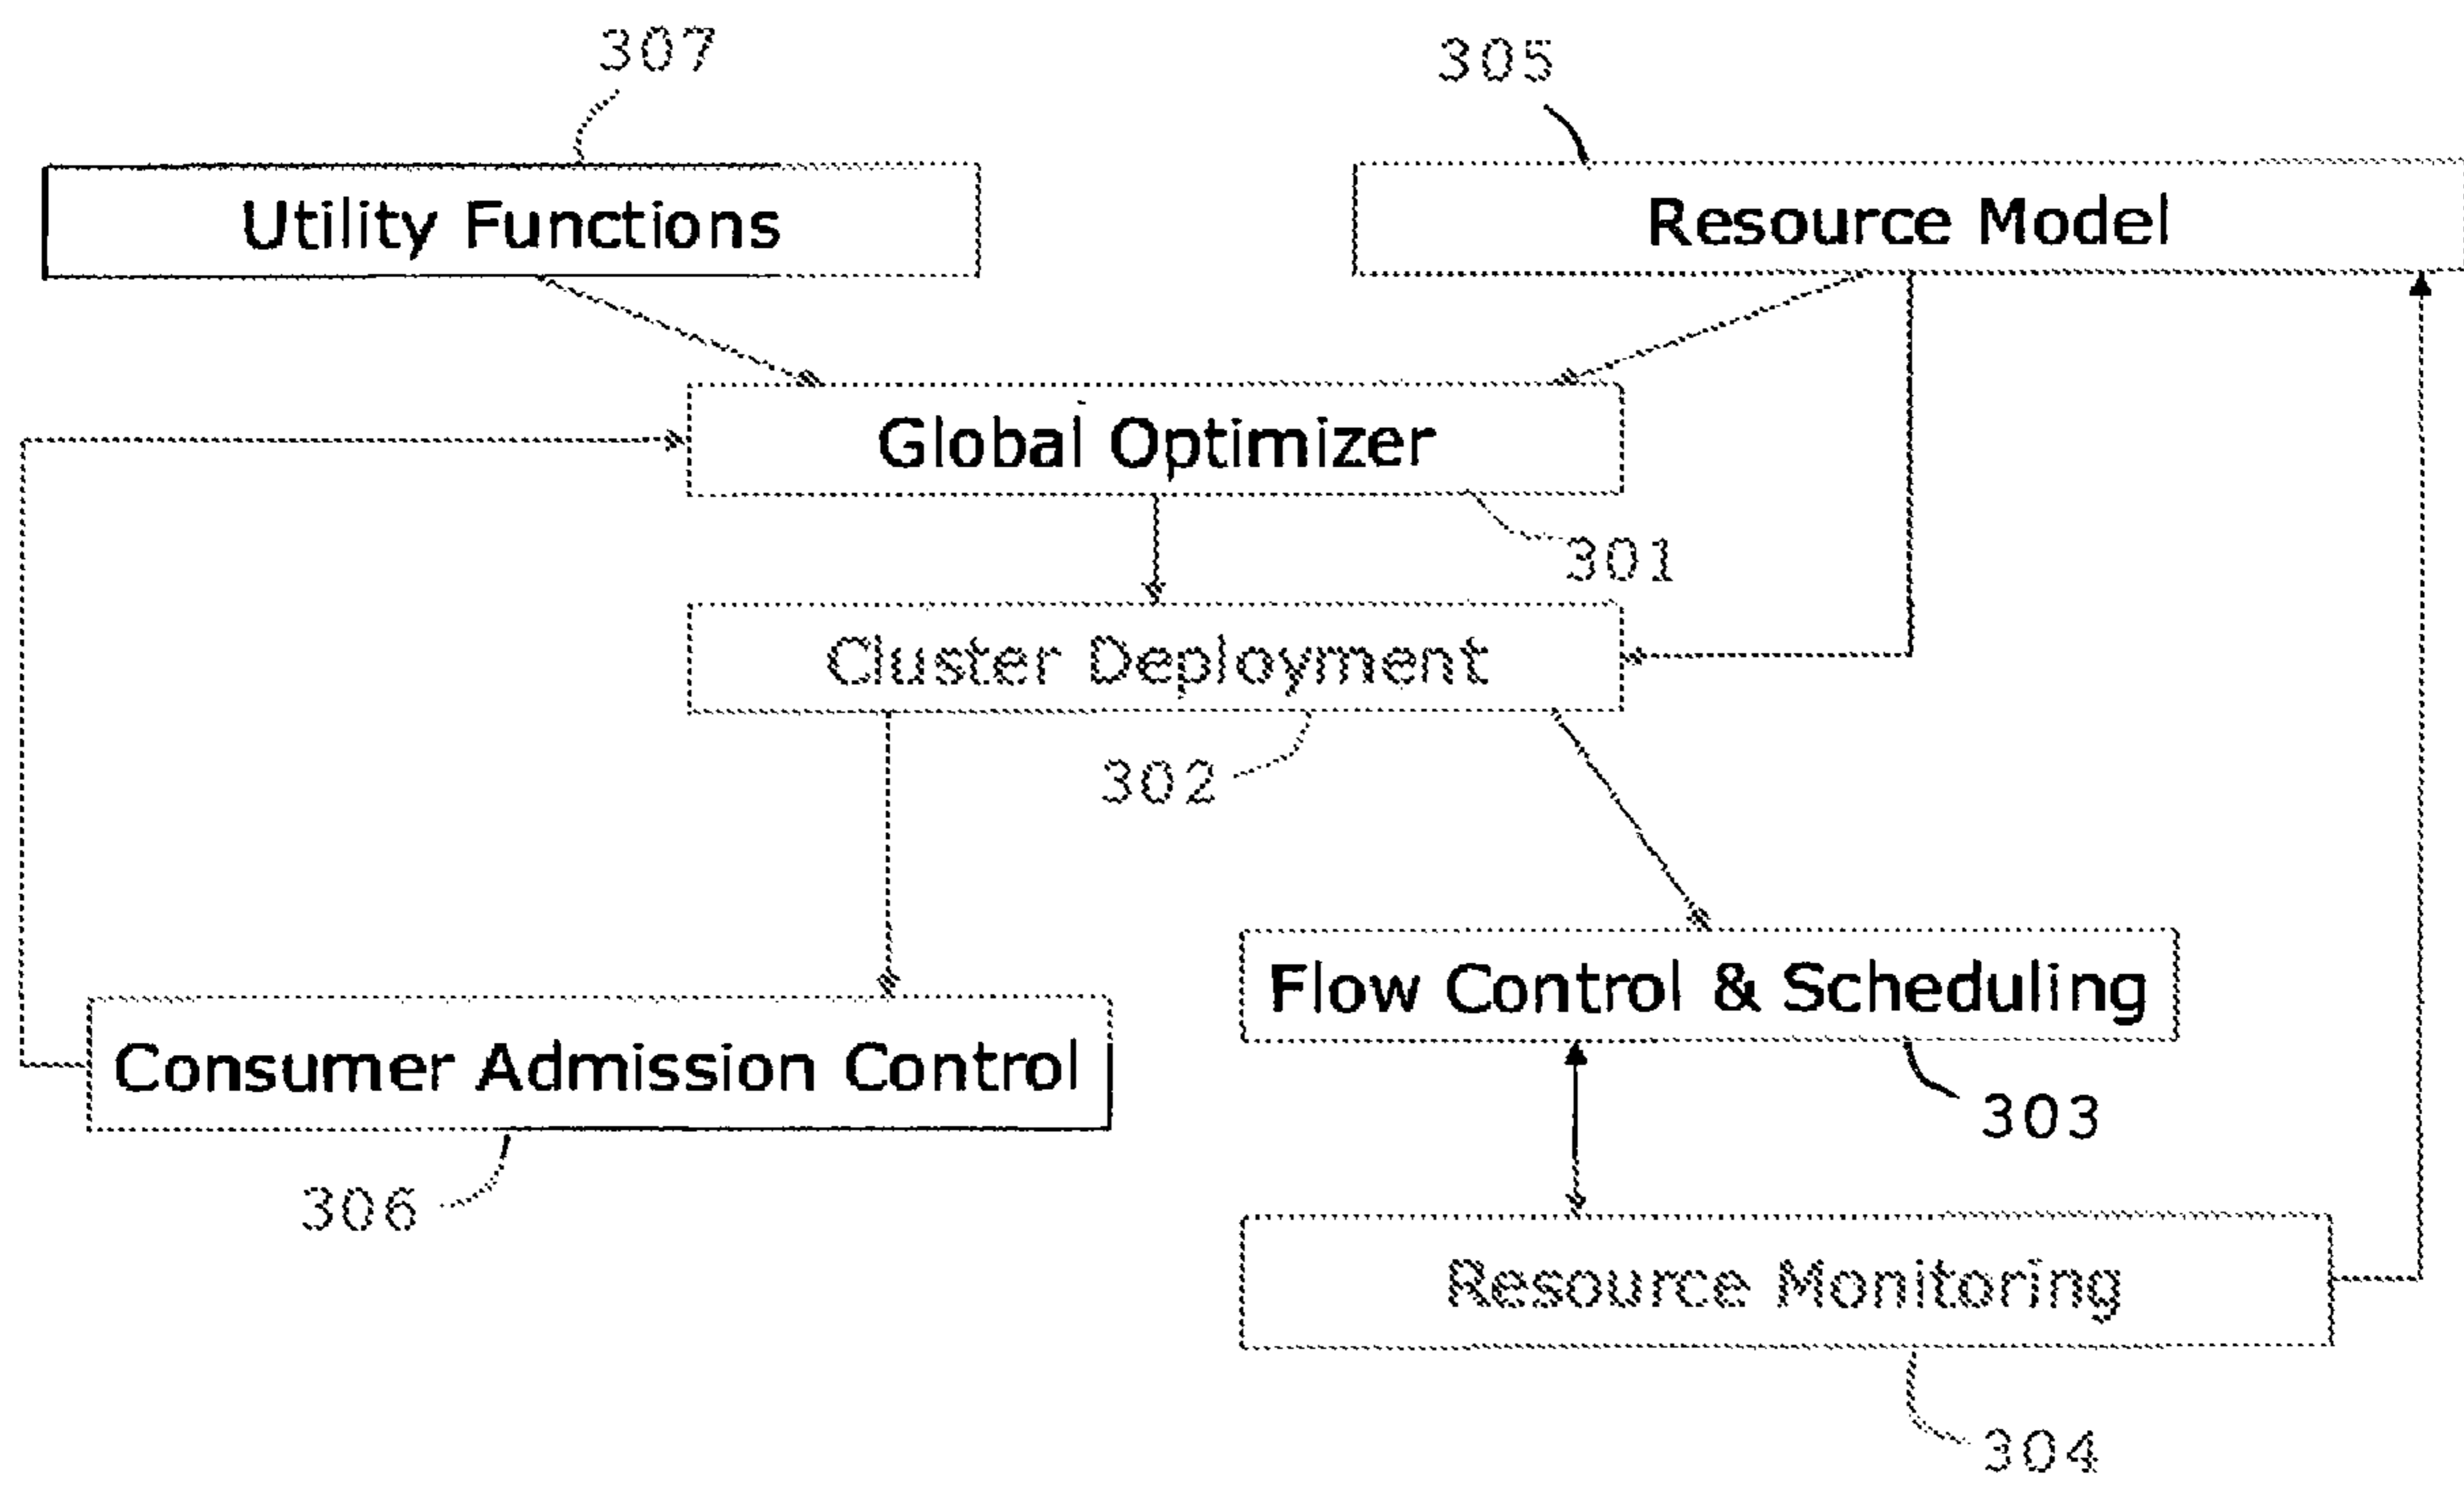 307
305
Utility Functions
Resource Model
Global Optimizer
301
Cluster Deployment
302
Flow Control & Scheduling
Consumer Admission Control
303
306
Resource Monitoring
304